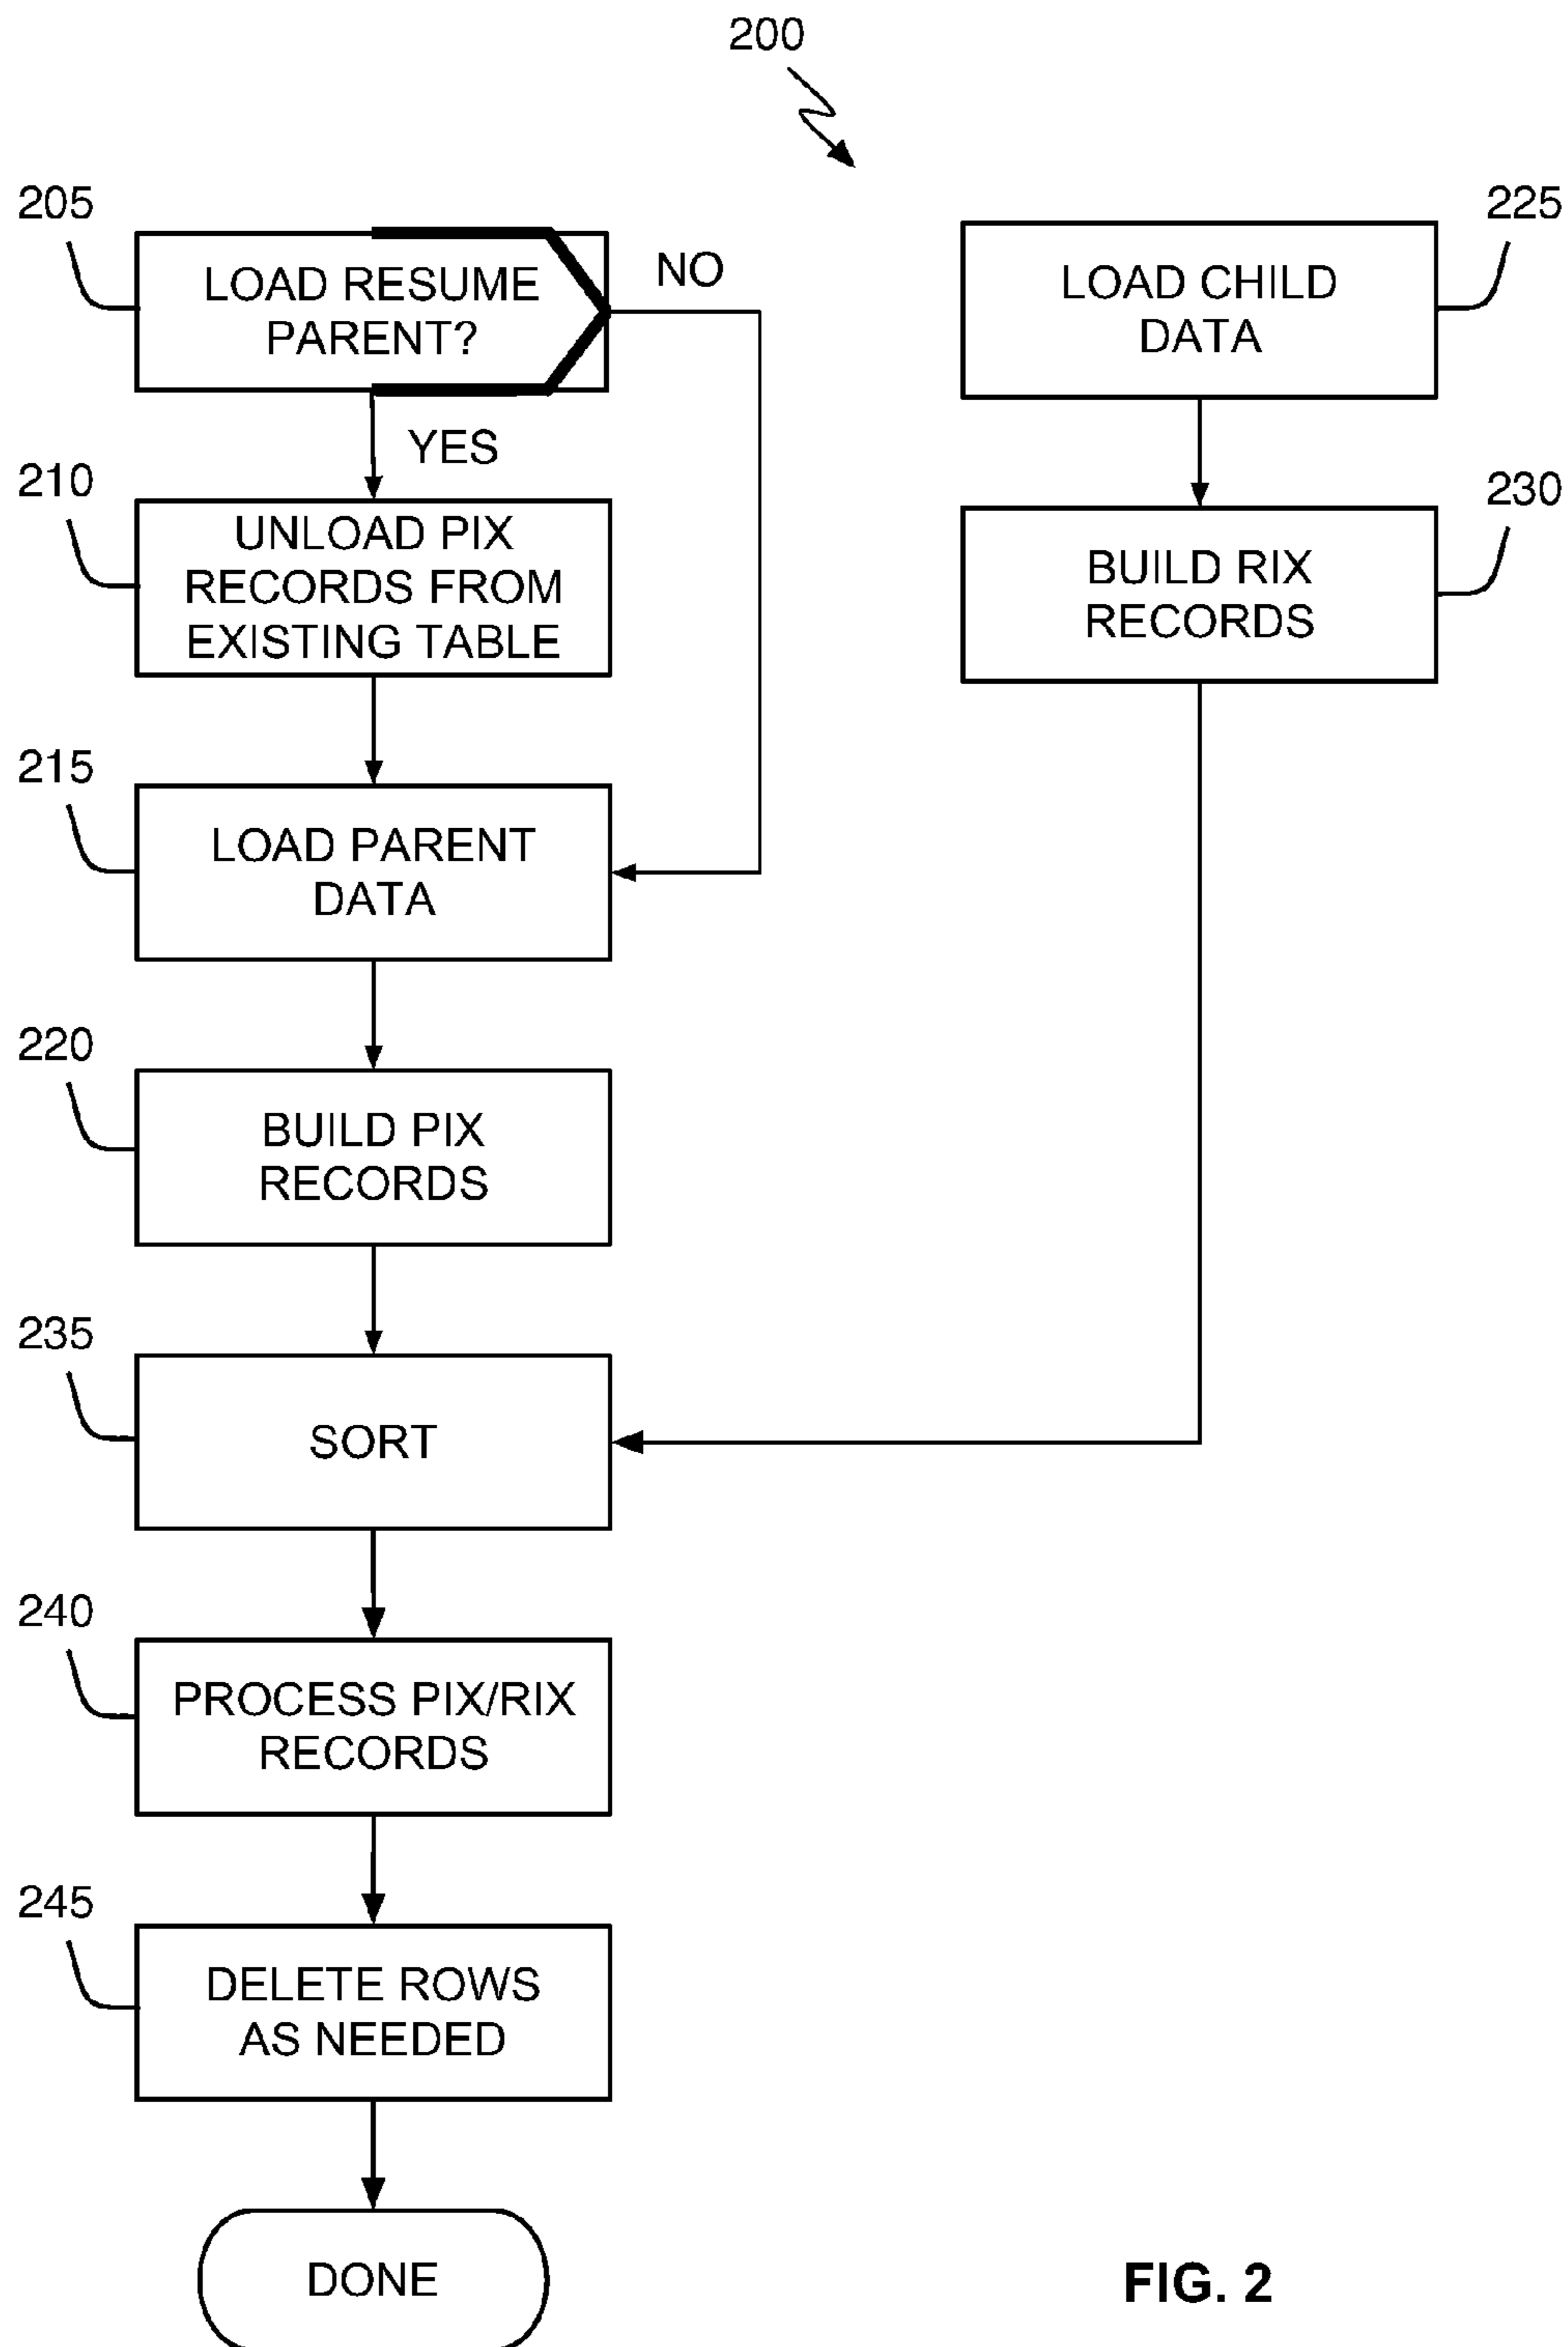 200
205
LOAD RESUME
PARENT?
NO
YES
210
UNLOAD PIX
RECORDS FROM
EXISTING TABLE
215
LOAD PARENT
DATA
220
BUILD PIX
RECORDS
225
LOAD CHILD
DATA
230
BUILD RIX
RECORDS
235
SORT
240
PROCESS PIX/RIX
RECORDS
245
DELETE ROWS
AS NEEDED
DONE
FIG. 2